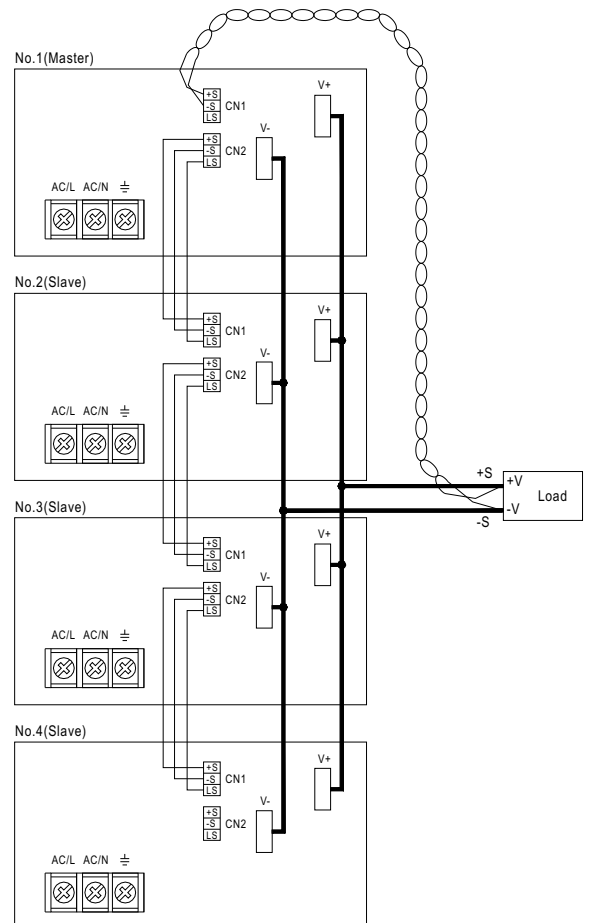 No.1(Master)
+S
-S
LS
CN1
V+
+S
-S
LS
CN2
V-
AC/L AC/N
No.2(Slave)
+S
-S
LS
CN1
V+
+S
-S
LS
CN2
V-
AC/L AC/N
+S
+V
Load
-V
-S
No.3(Slave)
+S
-S
LS
CN1
V+
+S
-S
LS
CN2
V-
AC/L AC/N
No.4(Slave)
+S
-S
LS
CN1
V+
+S
-S
LS
CN2
V-
AC/L AC/N